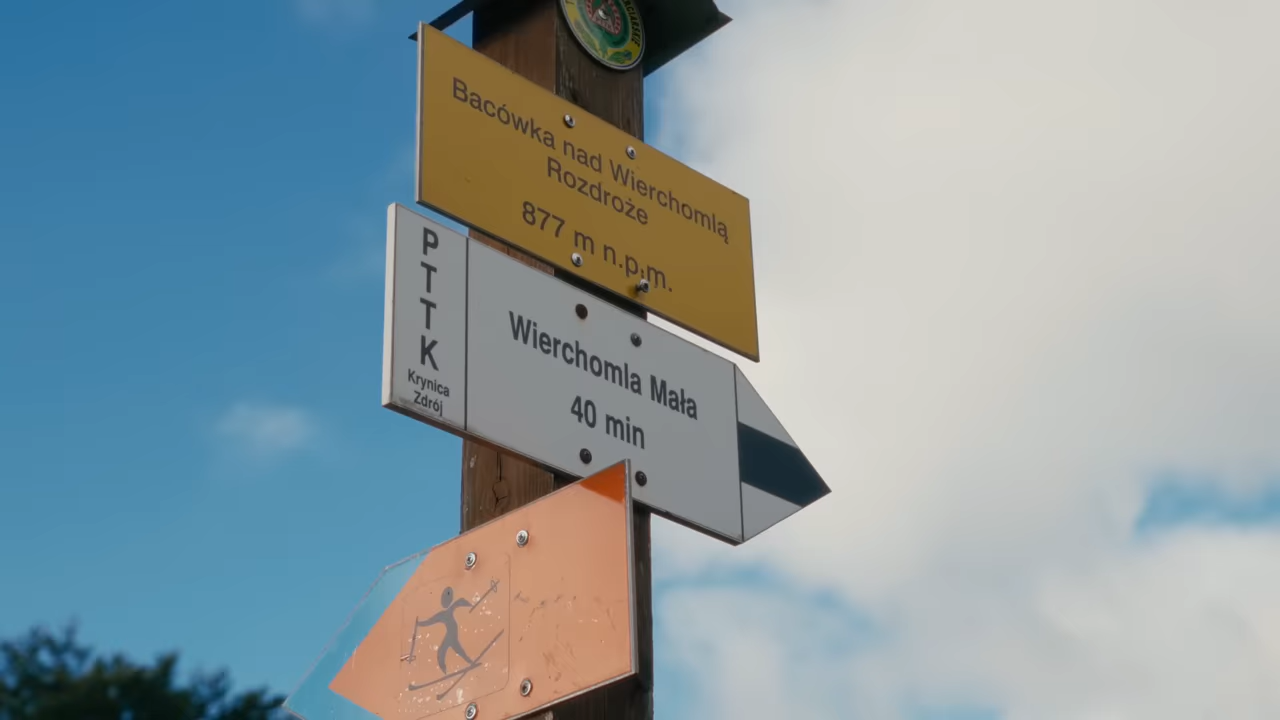 Bacówka nad Wierchomlą
Rozdroże
877 m n.p.m.
PTTK
Krynica
Zdrój
Wierchomla Mała
40 min